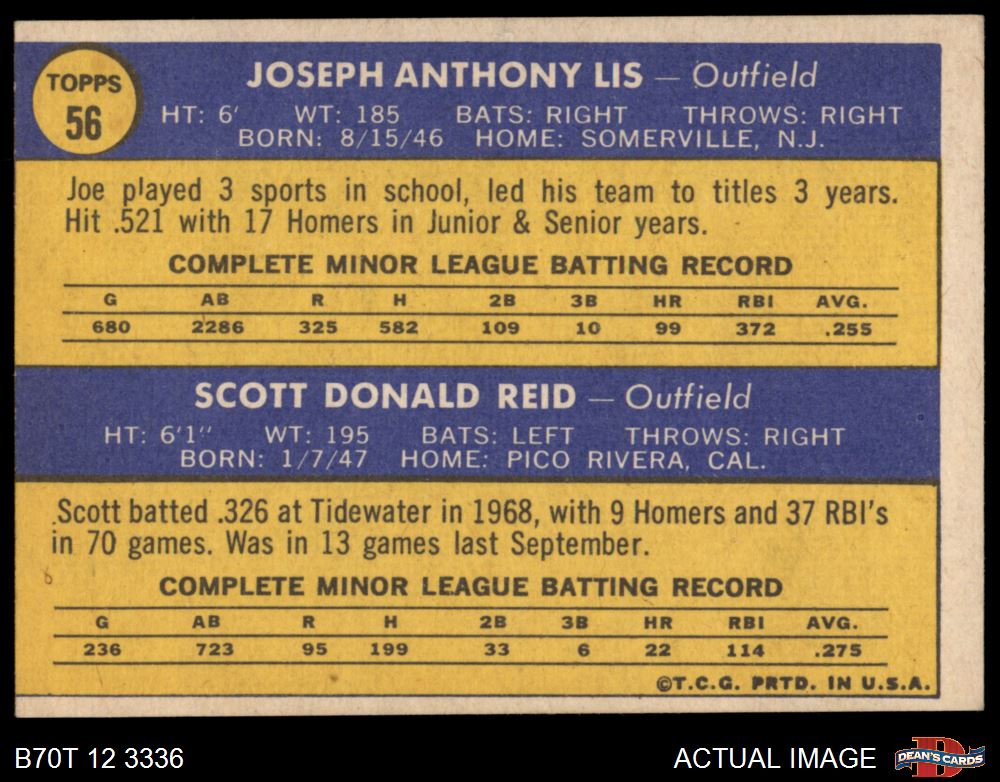 TOPPS
56
JOSEPH ANTHONY LIS — Outfield
HT: 6' WT: 185 BATS: RIGHT THROWS: RIGHT
BORN: 8/15/46 HOME: SOMERVILLE, N.J.
Joe played 3 sports in school, led his team to titles 3 years.
Hit .521 with 17 Homers in Junior & Senior years.
COMPLETE MINOR LEAGUE BATTING RECORD
G AB R H 2B 3B HR RBI AVG.
680 2286 325 582 109 10 99 372 .255
SCOTT DONALD REID — Outfield
HT: 6'1" WT: 195 BATS: LEFT THROWS: RIGHT
BORN: 1/7/47 HOME: PICO RIVERA, CAL.
Scott batted .326 at Tidewater in 1968, with 9 Homers and 37 RBI's
in 70 games. Was in 13 games last September.
COMPLETE MINOR LEAGUE BATTING RECORD
G AB R H 2B 3B HR RBI AVG.
236 723 95 199 33 6 22 114 .275
©T.C.G. PRTD. IN U.S.A.
B70T 12 3336 ACTUAL IMAGE D DEAN'S CARDS